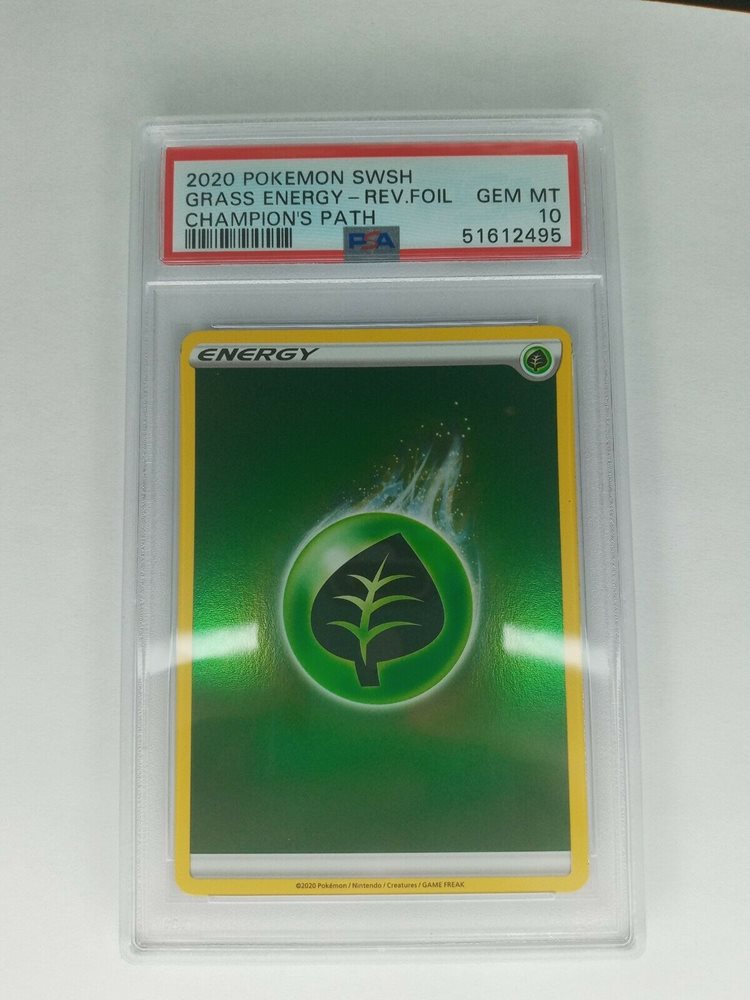 2020 POKEMON SWSH
GRASS ENERGY – REV.FOIL GEM MT
CHAMPION'S PATH 10
PSA 51612495
ENERGY
©2020 Pokémon / Nintendo / Creatures / GAME FREAK